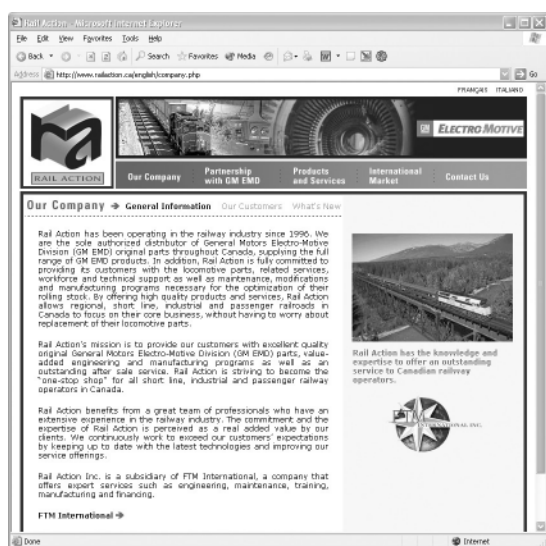 Rail Action - Microsoft Internet Explorer
File Edit View Favorites Tools Help
Back Search Favorites Media
Address http://www.railaction.ca/english/company.php Go
FRANÇAIS ITALIANO
RAIL ACTION
GM ELECTRO MOTIVE
Our Company Partnership with GM EMD Products and Services International Market Contact Us
Our Company General Information Our Customers What's New
Rail Action has been operating in the railway industry since 1996. We
are the sole authorized distributor of General Motors Electro-Motive
Division (GM EMD) original parts throughout Canada, supplying the full
range of GM EMD products. In addition, Rail Action is fully committed to
providing its customers with the locomotive parts, related services,
workforce and technical support as well as maintenance, modifications
and manufacturing programs necessary for the optimization of their
rolling stock. By offering high quality products and services, Rail Action
allows regional, short line, industrial and passenger railroads in
Canada to focus on their core business, without having to worry about
replacement of their locomotive parts.
Rail Action's mission is to provide our customers with excellent quality
original General Motors Electro-Motive Division (GM EMD) parts, value-
added engineering and manufacturing programs as well as an
outstanding after sale service. Rail Action is striving to become the
"one-stop shop" for all short line, industrial and passenger railway
operators in Canada.
Rail Action benefits from a great team of professionals who have an
extensive experience in the railway industry. The commitment and the
expertise of Rail Action is perceived as a real added value by our
clients. We continuously work to exceed our customers' expectations
by keeping up to date with the latest technologies and improving our
service offerings.
Rail Action Inc. is a subsidiary of FTM International, a company that
offers expert services such as engineering, maintenance, training,
manufacturing and financing.
FTM International
Rail Action has the knowledge and
expertise to offer an outstanding
service to Canadian railway
operators.
INTERNATIONAL INC.
Done Internet